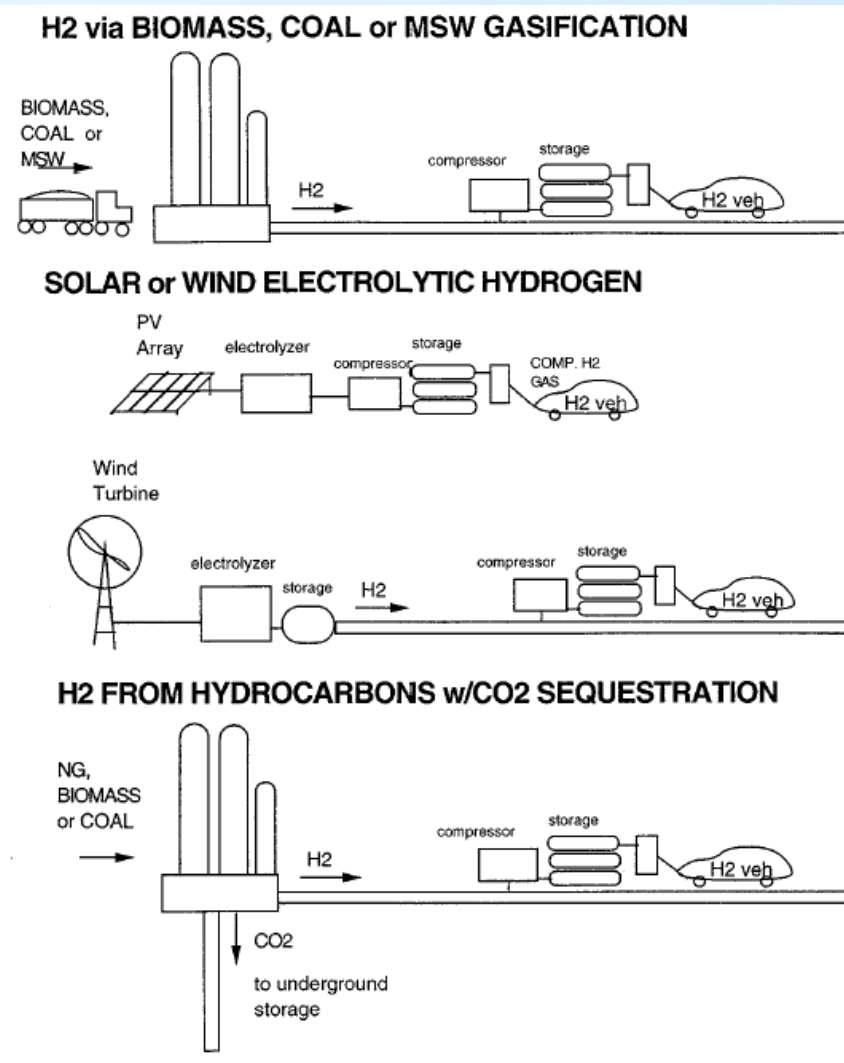 H2 via BIOMASS, COAL or MSW GASIFICATION
BIOMASS,
COAL or
MSW
H2
compressor
storage
H2 veh
SOLAR or WIND ELECTROLYTIC HYDROGEN
PV
Array
electrolyzer
compressor
storage
COMP. H2
GAS
H2 veh
Wind
Turbine
electrolyzer
storage
H2
compressor
storage
H2 veh
H2 FROM HYDROCARBONS w/CO2 SEQUESTRATION
NG,
BIOMASS
or COAL
H2
compressor
storage
H2 veh
CO2
to underground
storage